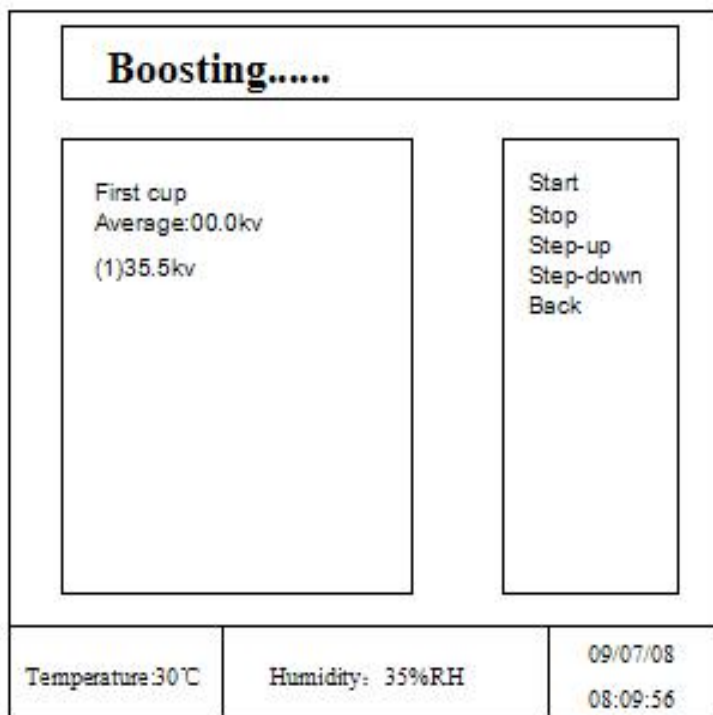 Boosting......
First cup
Average:00.0kv
(1)35.5kv
Start
Stop
Step-up
Step-down
Back
Temperature:30℃
Humidity：35%RH
09/07/08
08:09:56